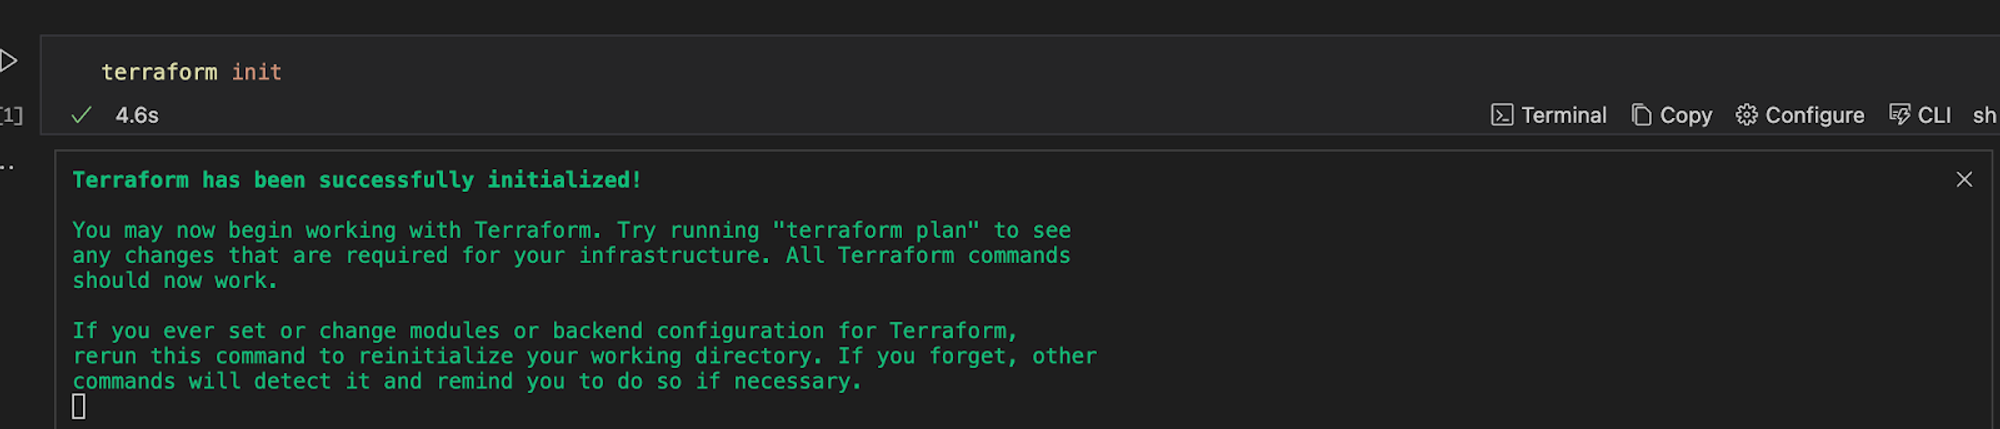 terraform init
[1]
4.6s
Terminal Copy Configure CLI sh
Terraform has been successfully initialized!
You may now begin working with Terraform. Try running "terraform plan" to see
any changes that are required for your infrastructure. All Terraform commands
should now work.
If you ever set or change modules or backend configuration for Terraform,
rerun this command to reinitialize your working directory. If you forget, other
commands will detect it and remind you to do so if necessary.